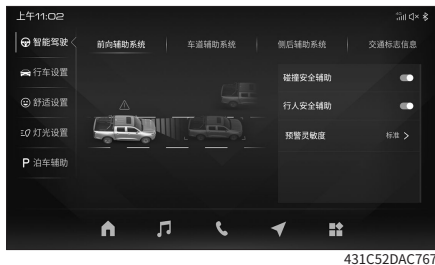 上午11:02
智能驾驶
前向辅助系统
车道辅助系统
侧后辅助系统
交通标志信息
行车设置
碰撞安全辅助
舒适设置
行人安全辅助
灯光设置
预警灵敏度
标准
泊车辅助
431C52DAC767